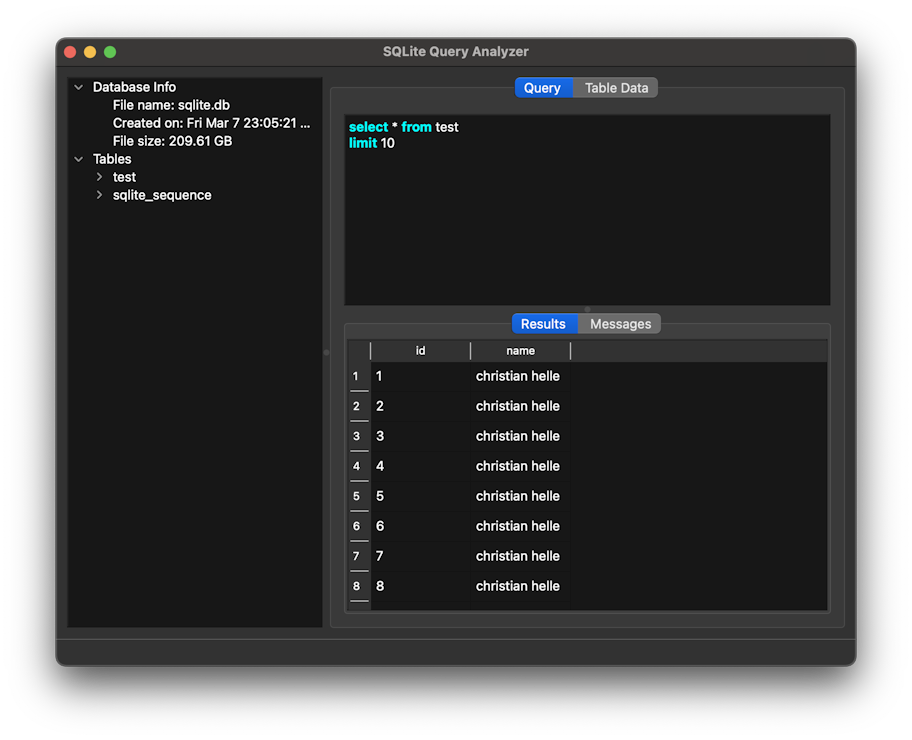 SQLite Query Analyzer
Database Info
File name: sqlite.db
Created on: Fri Mar 7 23:05:21 ...
File size: 209.61 GB
Tables
test
sqlite_sequence
Query Table Data
select * from test
limit 10
Results Messages
id name
1 1 christian helle
2 2 christian helle
3 3 christian helle
4 4 christian helle
5 5 christian helle
6 6 christian helle
7 7 christian helle
8 8 christian helle